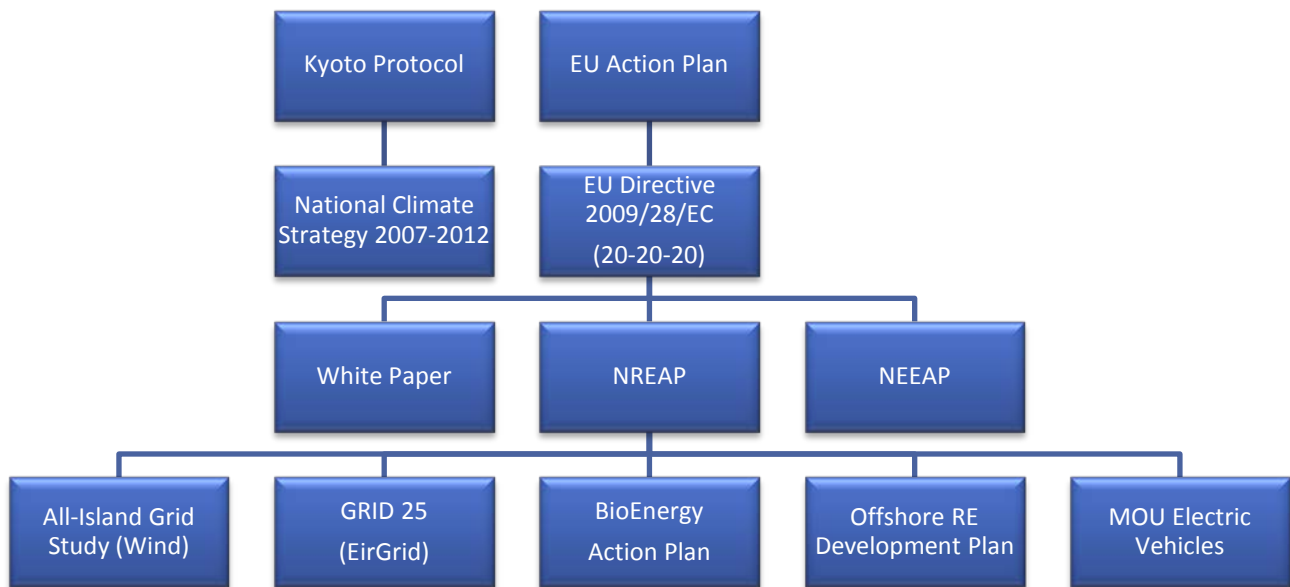 Kyoto Protocol
EU Action Plan
National Climate
Strategy 2007-2012
EU Directive
2009/28/EC
(20-20-20)
White Paper
NREAP
NEEAP
All-Island Grid
Study (Wind)
GRID 25
(EirGrid)
BioEnergy
Action Plan
Offshore RE
Development Plan
MOU Electric
Vehicles